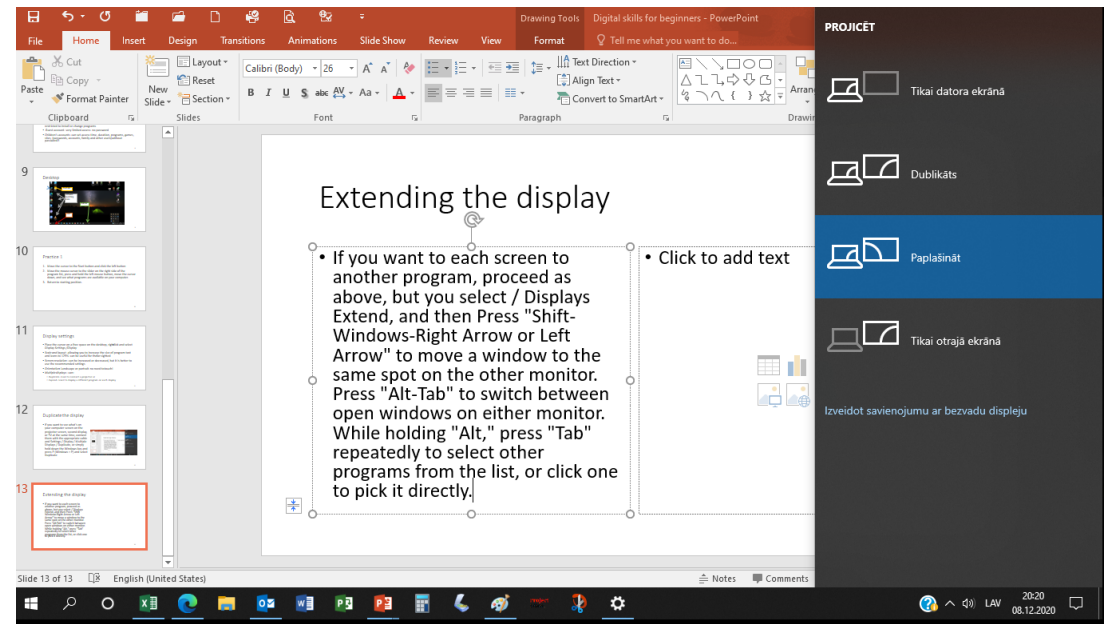 Drawing Tools
Digital skills for beginners - PowerPoint
File Home Insert Design Transitions Animations Slide Show Review View Format Tell me what you want to do...
Paste
Cut
Copy
Format Painter
Clipboard
New
Slide
Layout
Reset
Section
Slides
Calibri (Body) 26
B I U S abc AV Aa A
Font
Text Direction
Align Text
Convert to SmartArt
Paragraph
Arran
Drawin
9
Desktop
10
Practice 1
11
Display settings
12
Duplicate the display
13
Extending the display
Extending the display
• If you want to each screen to
another program, proceed as
above, but you select / Displays
Extend, and then Press "Shift-
Windows-Right Arrow or Left
Arrow" to move a window to the
same spot on the other monitor.
Press "Alt-Tab" to switch between
open windows on either monitor.
While holding "Alt," press "Tab"
repeatedly to select other
programs from the list, or click one
to pick it directly.
• Click to add text
PROJICĒT
Tikai datora ekrānā
Dublikāts
Paplašināt
Tikai otrajā ekrānā
Izveidot savienojumu ar bezvadu displeju
Slide 13 of 13 English (United States)
Notes Comments
LAV
20:20
08.12.2020